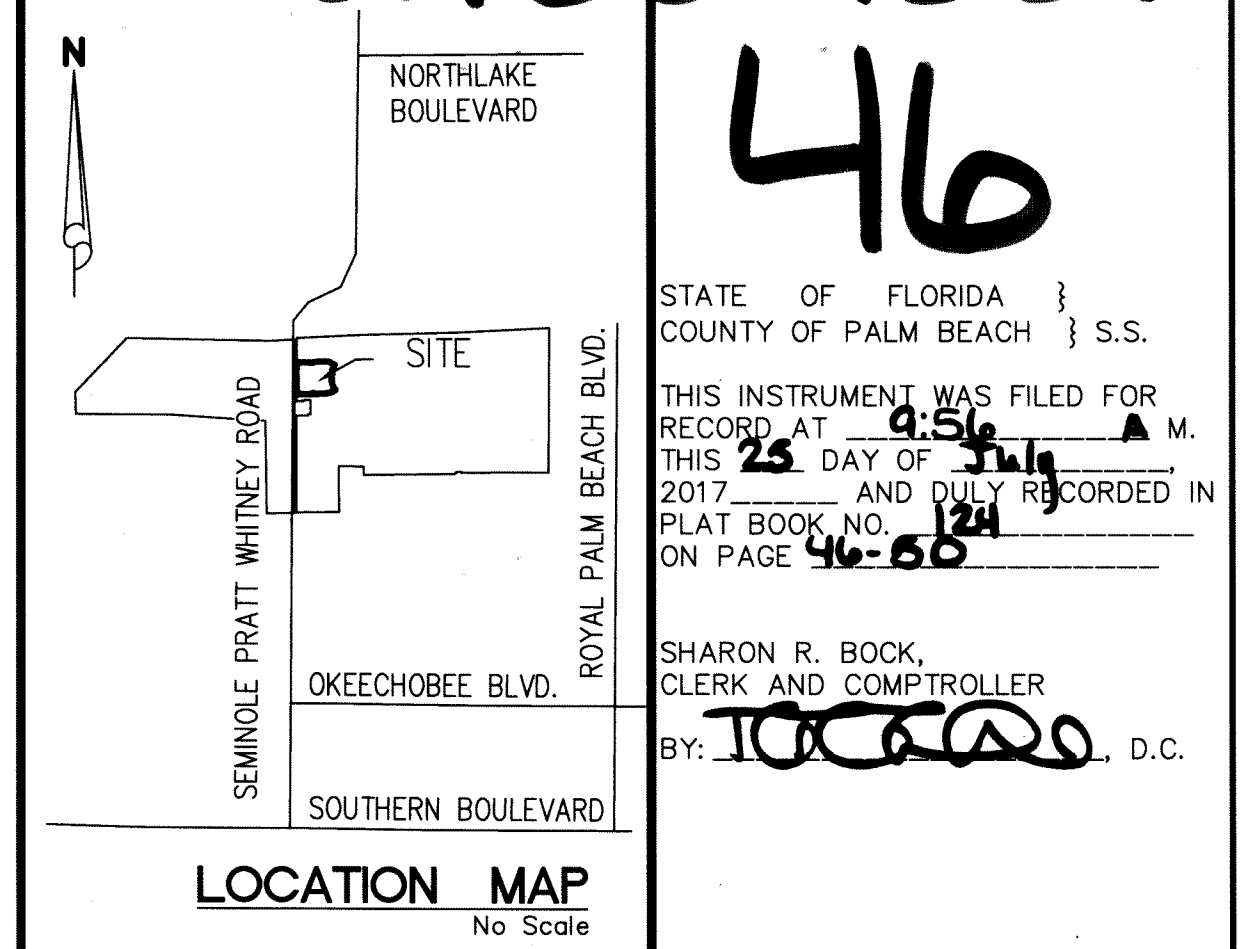 N
NORTHLAKE
BOULEVARD
SITE
SEMINOLE PRATT WHITNEY ROAD
ROYAL PALM BEACH BLVD.
OKEECHOBEE BLVD.
SOUTHERN BOULEVARD
LOCATION MAP
No Scale
46
STATE OF FLORIDA }
COUNTY OF PALM BEACH } S.S.
THIS INSTRUMENT WAS FILED FOR
RECORD AT 9:56 A M.
THIS 25 DAY OF July,
2017______ AND DULY RECORDED IN
PLAT BOOK NO. 124
ON PAGE 46-50
SHARON R. BOCK,
CLERK AND COMPTROLLER
BY: , D.C.